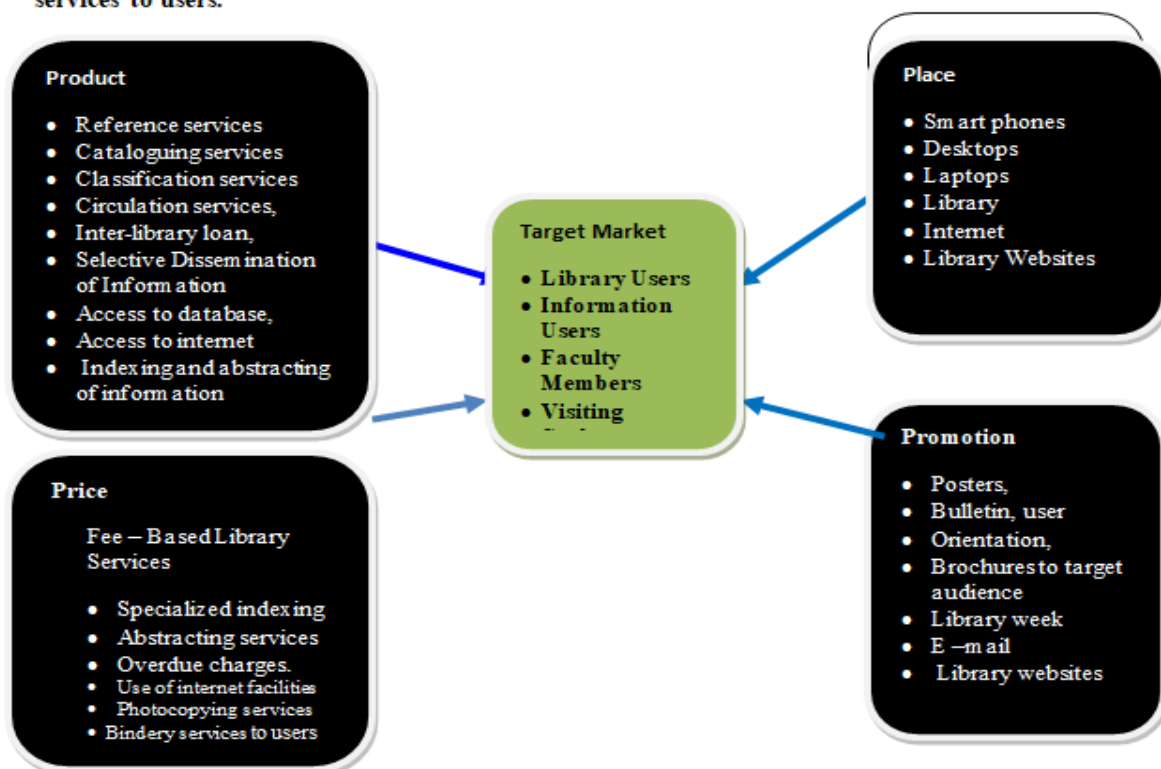 services to users.
Product
• Reference services
• Cataloguing services
• Classification services
• Circulation services,
• Inter-library loan,
• Selective Dissemination
of Information
• Access to database,
• Access to internet
• Indexing and abstracting
of information
Price
Fee – Based Library
Services
• Specialized indexing
• Abstracting services
• Overdue charges.
• Use of internet facilities
• Photocopying services
• Bindery services to users
Target Market
• Library Users
• Information
Users
• Faculty
Members
• Visiting
Place
• Smart phones
• Desktops
• Laptops
• Library
• Internet
• Library Websites
Promotion
• Posters,
• Bulletin, user
• Orientation,
• Brochures to target
audience
• Library week
• E –mail
• Library websites